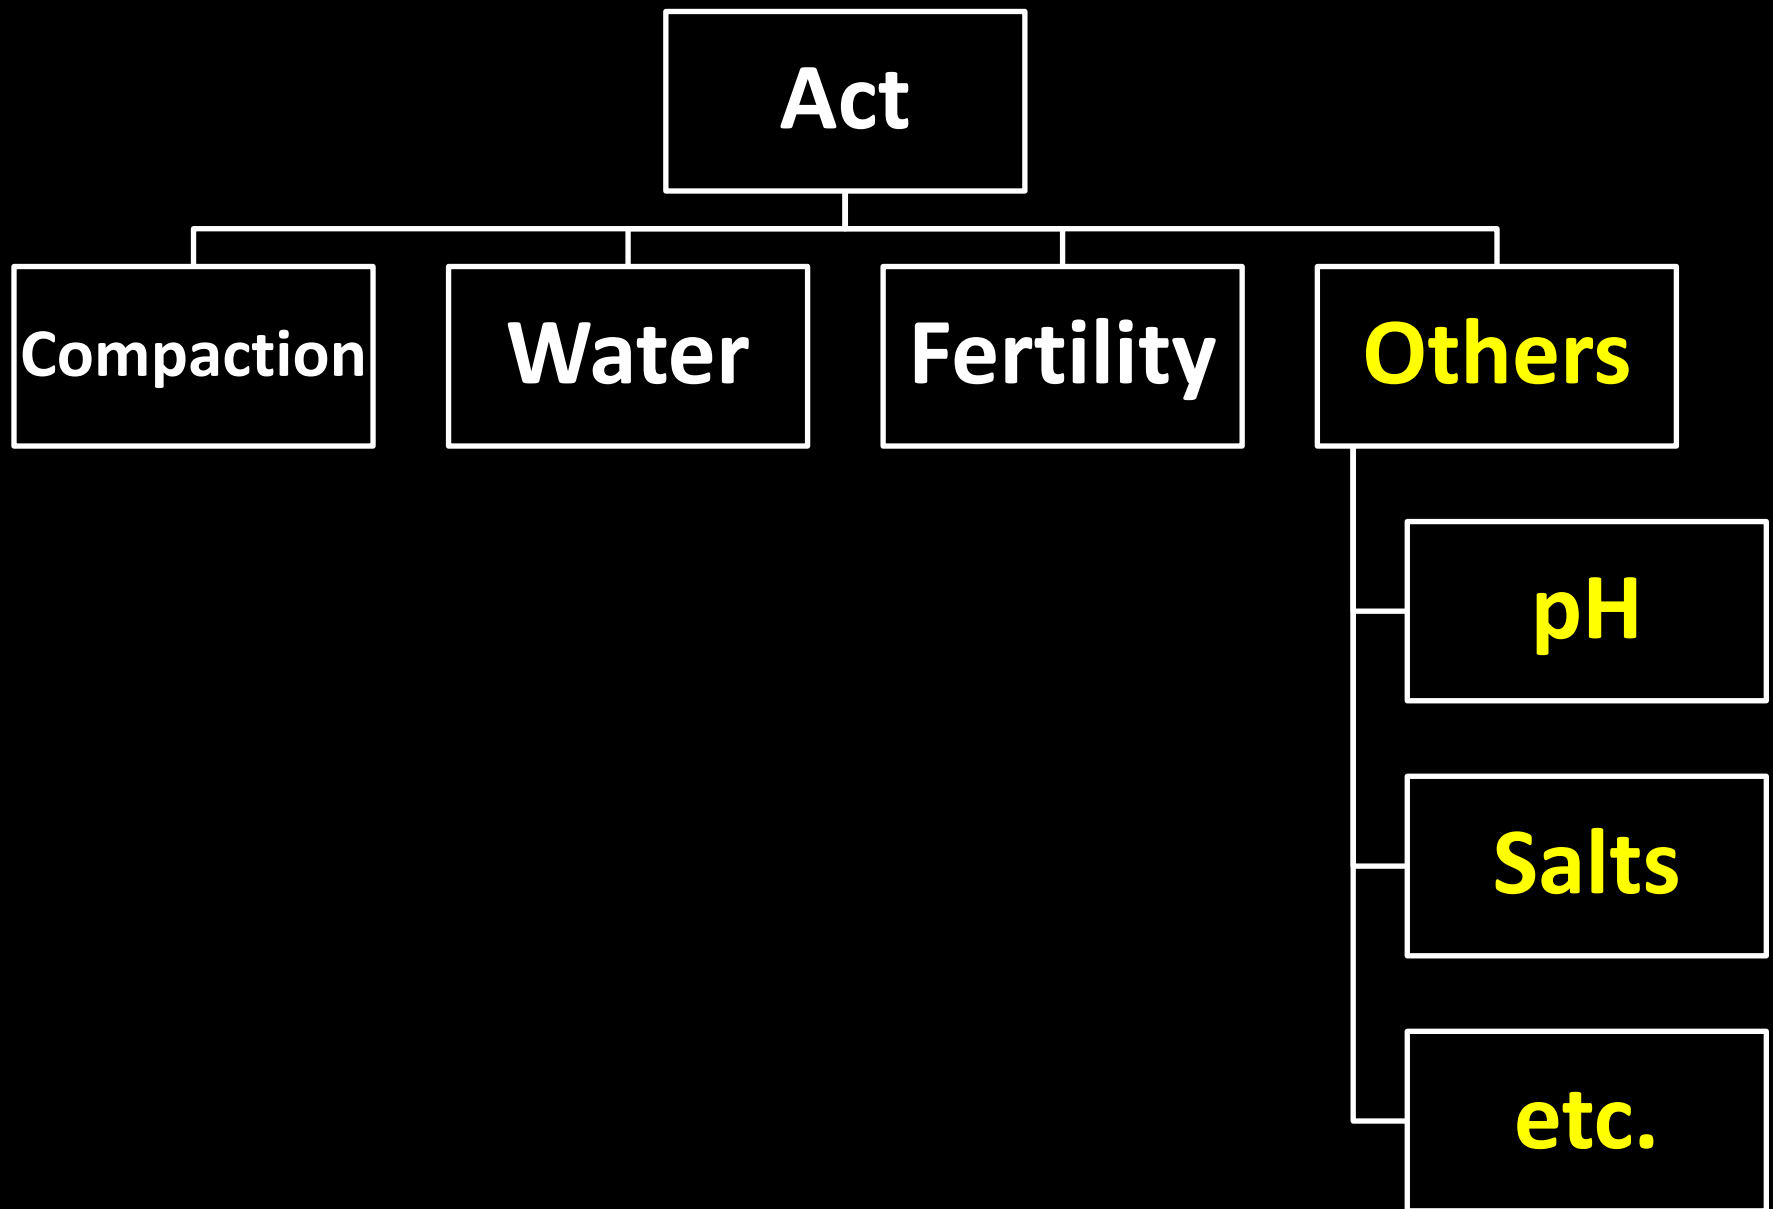 Act
Compaction
Water
Fertility
Others
pH
Salts
etc.